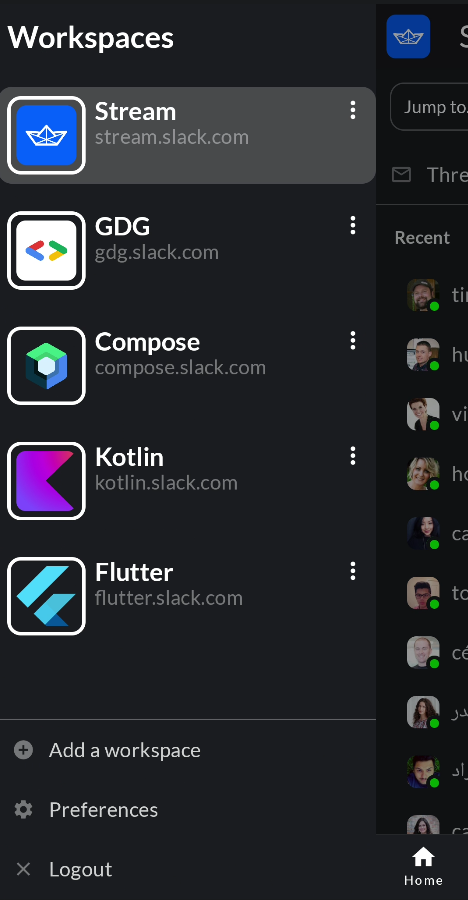 Workspaces
Stream
stream.slack.com
GDG
gdg.slack.com
Compose
compose.slack.com
Kotlin
kotlin.slack.com
Flutter
flutter.slack.com
Add a workspace
Preferences
Logout
S
Jump to.
Thre
Recent
tin
hu
vi
ho
ca
to
cé
در
راد
ca
Home